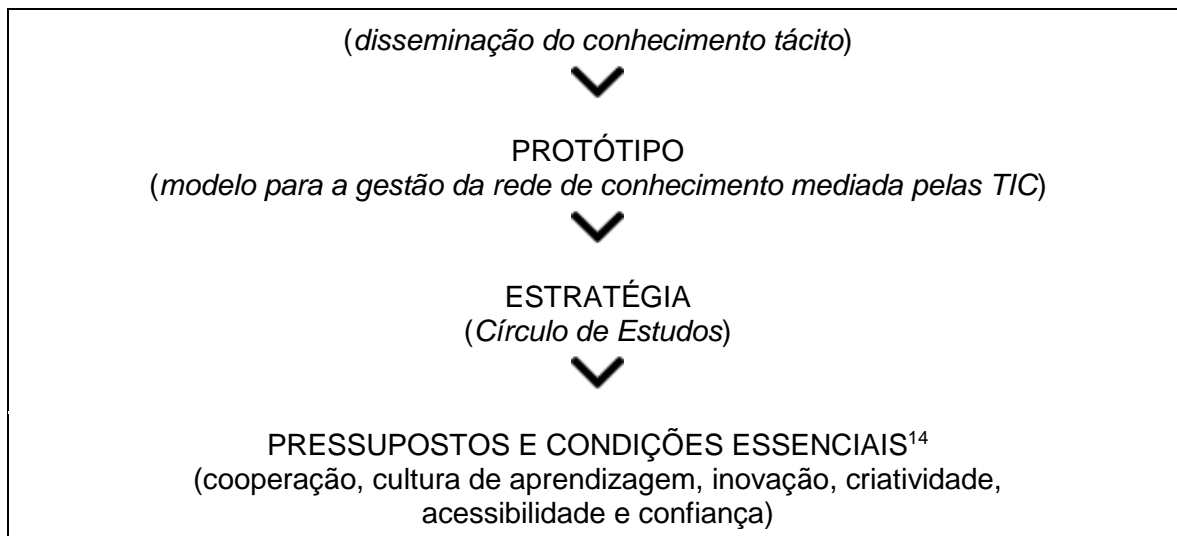 (disseminação do conhecimento tácito)
PROTÓTIPO
(modelo para a gestão da rede de conhecimento mediada pelas TIC)
ESTRATÉGIA
(Círculo de Estudos)
PRESSUPOSTOS E CONDIÇÕES ESSENCIAIS¹⁴
(cooperação, cultura de aprendizagem, inovação, criatividade,
acessibilidade e confiança)